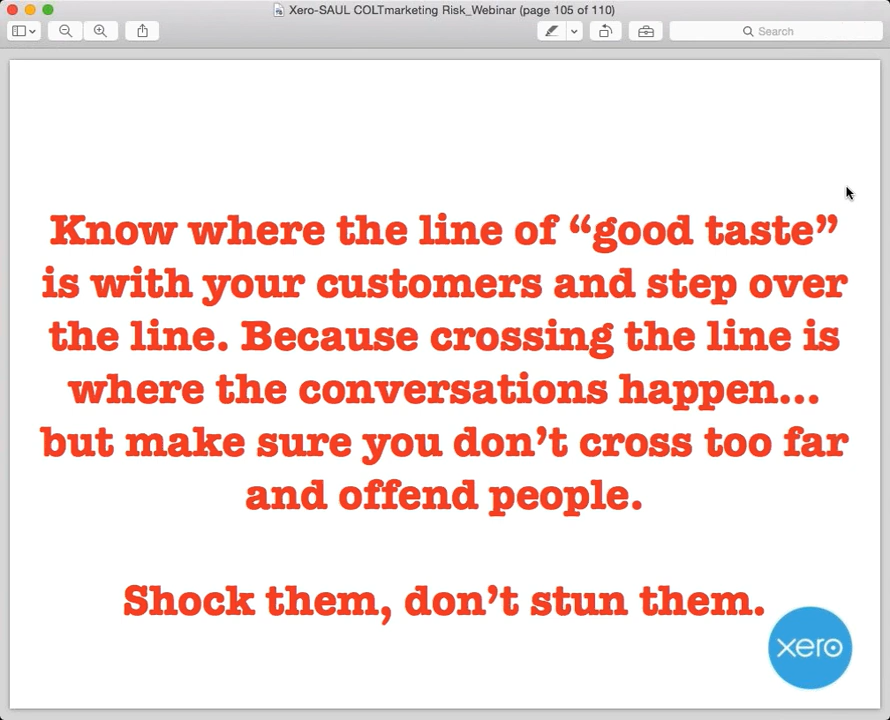 Xero-SAUL COLTmarketing Risk_Webinar (page 105 of 110)
Search
Know where the line of “good taste”
is with your customers and step over
the line. Because crossing the line is
where the conversations happen...
but make sure you don’t cross too far
and offend people.
Shock them, don’t stun them.
xero